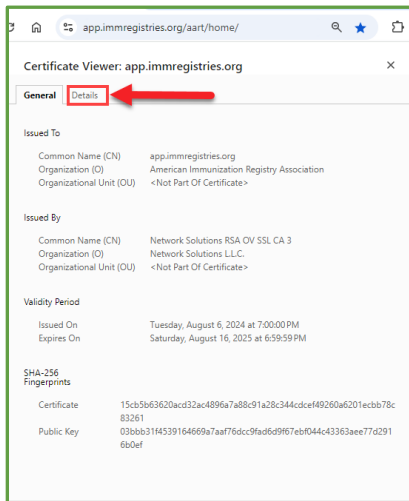 app.immregistries.org/aart/home/
Certificate Viewer: app.immregistries.org
General Details
Issued To
Common Name (CN) app.immregistries.org
Organization (O) American Immunization Registry Association
Organizational Unit (OU) <Not Part Of Certificate>
Issued By
Common Name (CN) Network Solutions RSA OV SSL CA 3
Organization (O) Network Solutions L.L.C.
Organizational Unit (OU) <Not Part Of Certificate>
Validity Period
Issued On Tuesday, August 6, 2024 at 7:00:00 PM
Expires On Saturday, August 16, 2025 at 6:59:59 PM
SHA-256
Fingerprints
Certificate 15cb5b63620acd32ac4896a7a88c91a28c344cdcef49260a6201ecbb78c
83261
Public Key 03bbb31f4539164669a7aaf76dcc9fad6d9f67ebf044c43363aee77d291
6b0ef